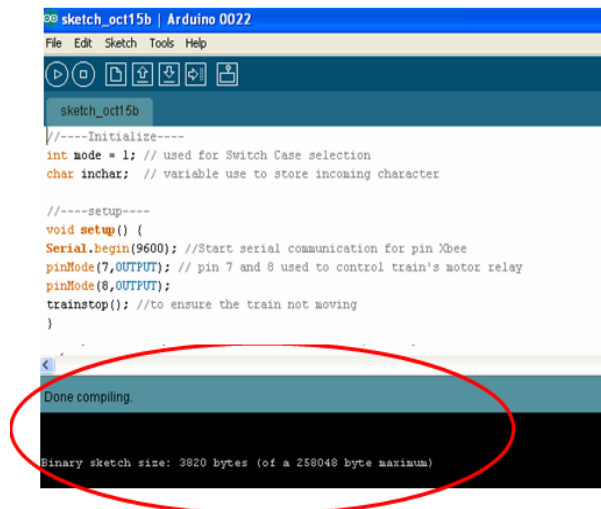 sketch_oct15b | Arduino 0022
File Edit Sketch Tools Help
sketch_oct15b
//----Initialize----
int mode = 1; // used for Switch Case selection
char inchar; // variable use to store incoming character
//----setup----
void setup() {
Serial.begin(9600); //Start serial communication for pin Xbee
pinMode(7,OUTPUT); // pin 7 and 8 used to control train's motor relay
pinMode(8,OUTPUT);
trainstop(); //to ensure the train not moving
}
Done compiling.
Binary sketch size: 3820 bytes (of a 258048 byte maximum)